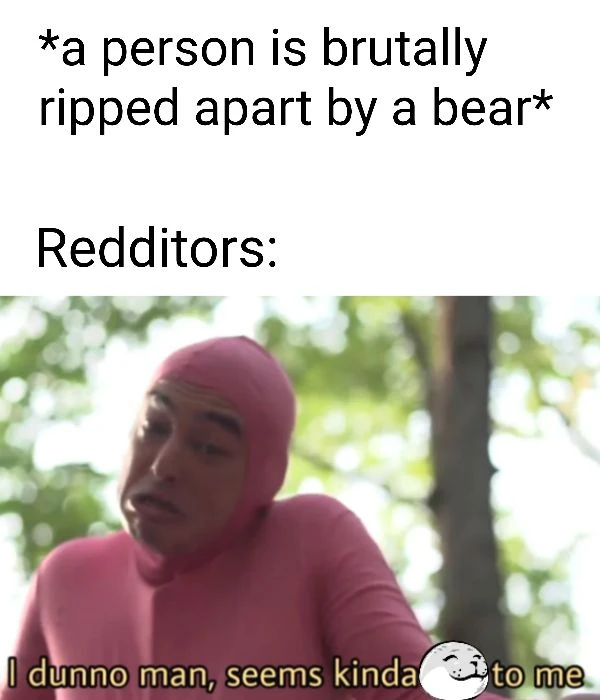 *a person is brutally
ripped apart by a bear*
Redditors:
I dunno man, seems kinda to me.